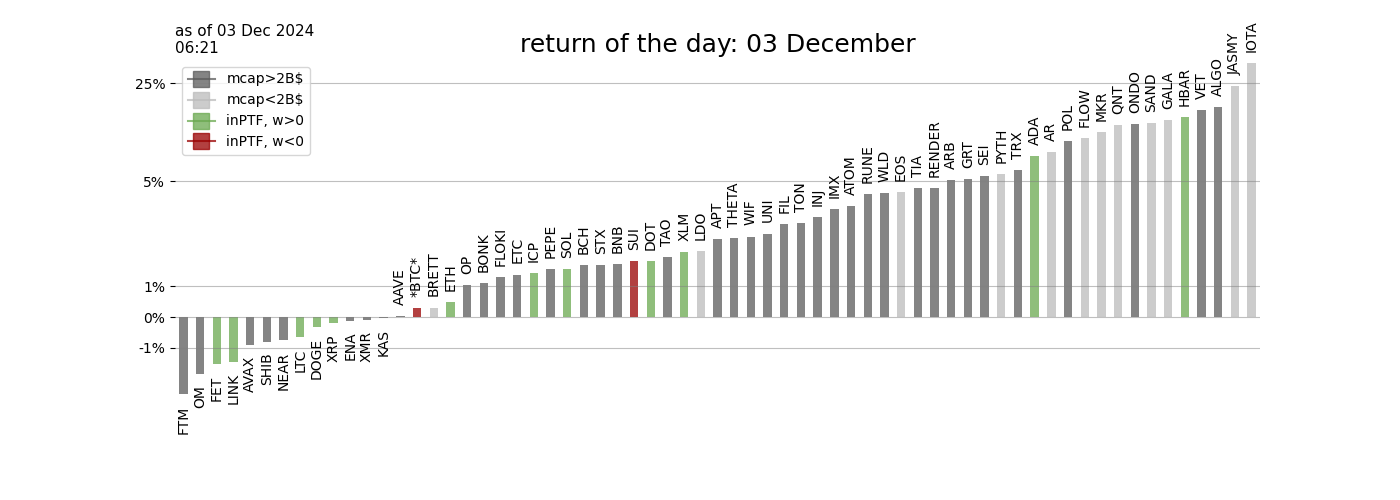 as of 03 Dec 2024
06:21
return of the day: 03 December
mcap>2B$
mcap<2B$
inPTF, w>0
inPTF, w<0
25%
5%
1%
0%
-1%
FTM
OM
FET
LINK
AVAX
SHIB
NEAR
LTC
DOGE
XRP
ENA
XMR
KAS
AAVE
*BTC*
BRETT
ETH
OP
BONK
FLOKI
ETC
ICP
PEPE
SOL
BCH
STX
BNB
SUI
DOT
TAO
XLM
LDO
APT
THETA
WIF
UNI
FIL
TON
INJ
IMX
ATOM
RUNE
WLD
EOS
TIA
RENDER
ARB
GRT
SEI
PYTH
TRX
ADA
AR
POL
FLOW
MKR
QNT
ONDO
SAND
GALA
HBAR
VET
ALGO
JASMY
IOTA